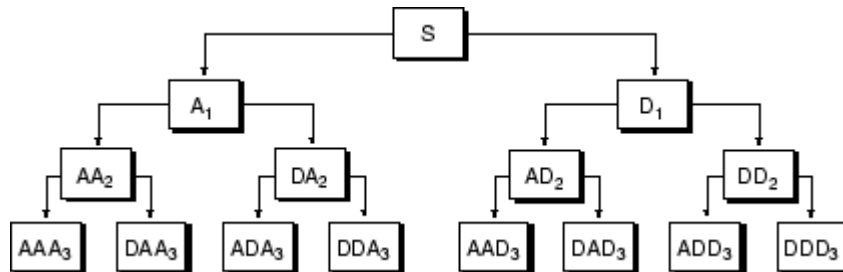 S
A₁ D₁
AA₂ DA₂ AD₂ DD₂
AAA₃ DAA₃ ADA₃ DDA₃ AAD₃ DAD₃ ADD₃ DDD₃